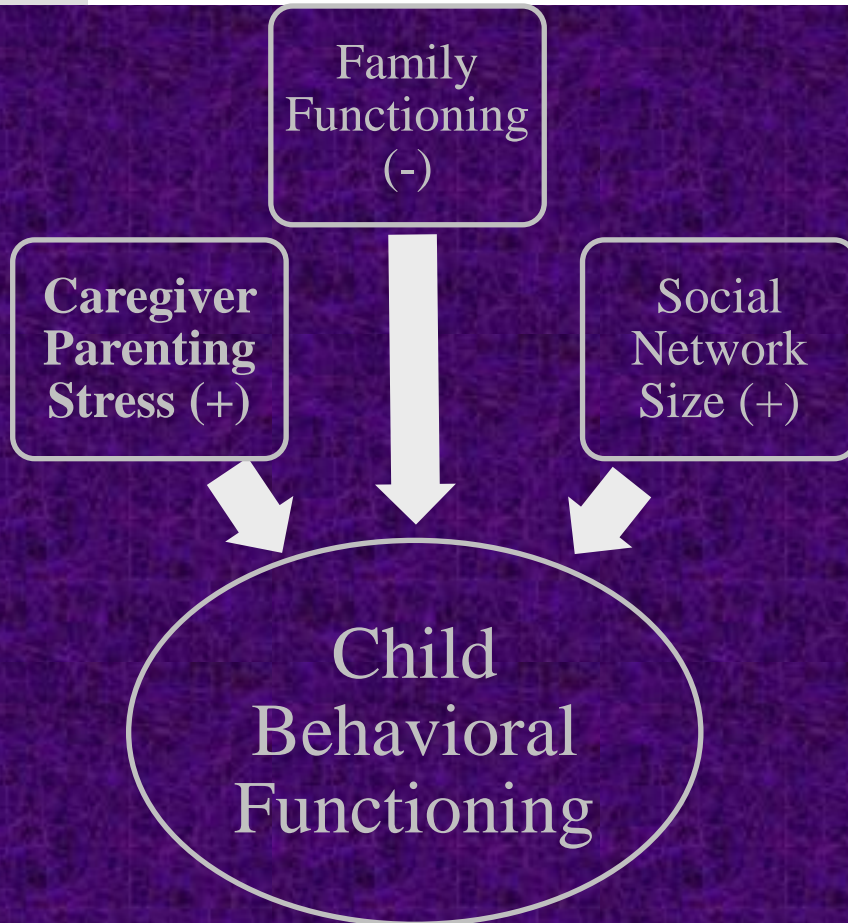 Family
Functioning
(-)
Caregiver
Parenting
Stress (+)
Social
Network
Size (+)
Child
Behavioral
Functioning